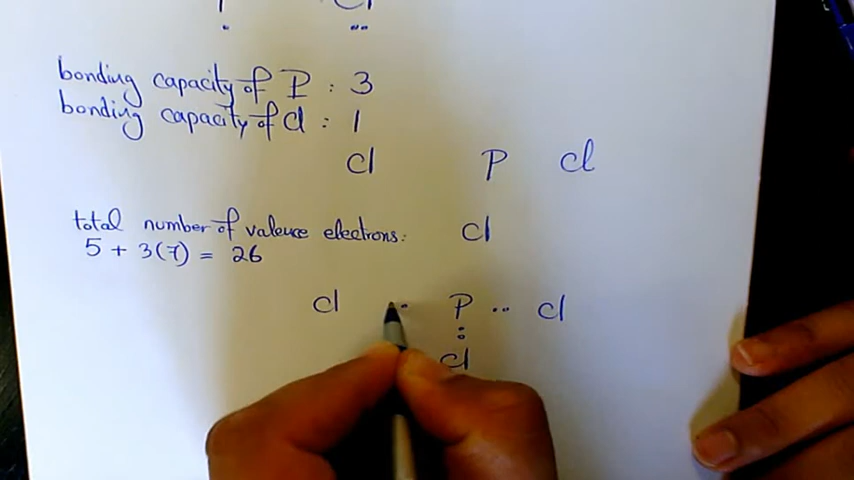 Cl
bonding capacity of P : 3
bonding capacity of Cl : 1
Cl P Cl
total number of valence electrons: Cl
5 + 3(7) = 26
Cl •• P •• Cl
:
Cl